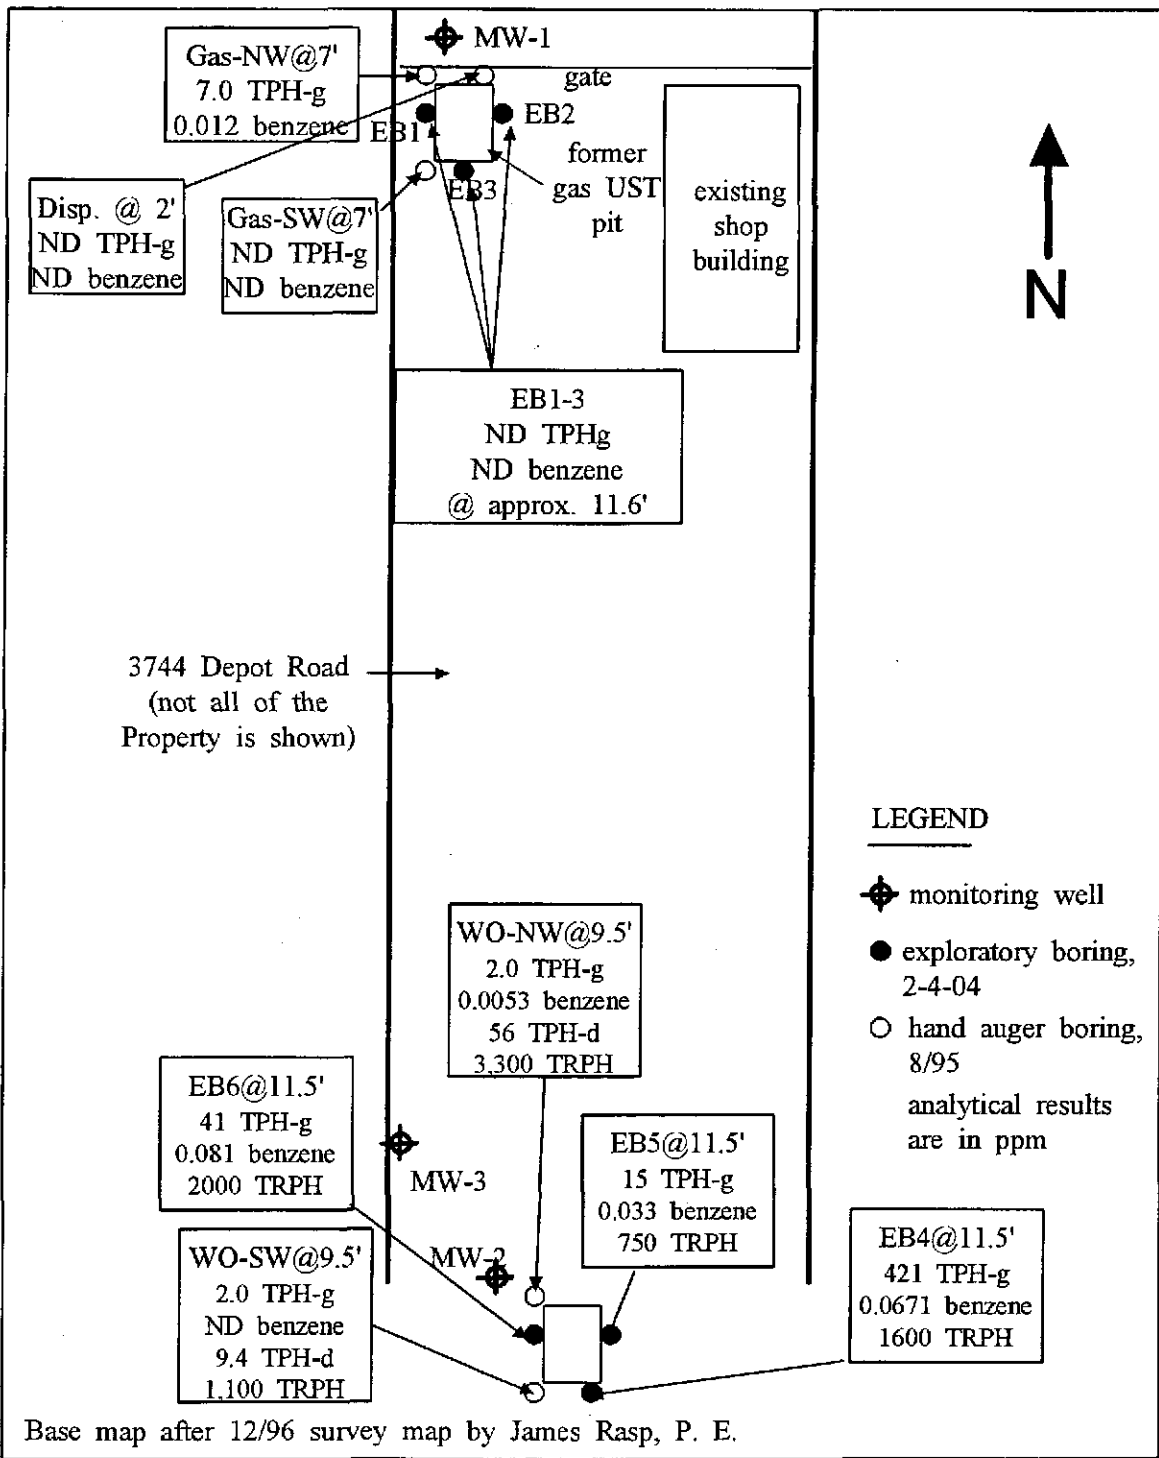 MW-1
Gas-NW@7'
7.0 TPH-g
0.012 benzene
gate
EB1
EB2
EB3
former
gas UST
pit
existing
shop
building
Disp. @ 2'
ND TPH-g
ND benzene
Gas-SW@7'
ND TPH-g
ND benzene
N
EB1-3
ND TPHg
ND benzene
@ approx. 11.6'
3744 Depot Road
(not all of the
Property is shown)
LEGEND
monitoring well
exploratory boring,
2-4-04
hand auger boring,
8/95
analytical results
are in ppm
WO-NW@9.5'
2.0 TPH-g
0.0053 benzene
56 TPH-d
3,300 TRPH
EB6@11.5'
41 TPH-g
0.081 benzene
2000 TRPH
MW-3
EB5@11.5'
15 TPH-g
0.033 benzene
750 TRPH
MW-2
WO-SW@9.5'
2.0 TPH-g
ND benzene
9.4 TPH-d
1,100 TRPH
EB4@11.5'
421 TPH-g
0.0671 benzene
1600 TRPH
Base map after 12/96 survey map by James Rasp, P. E.